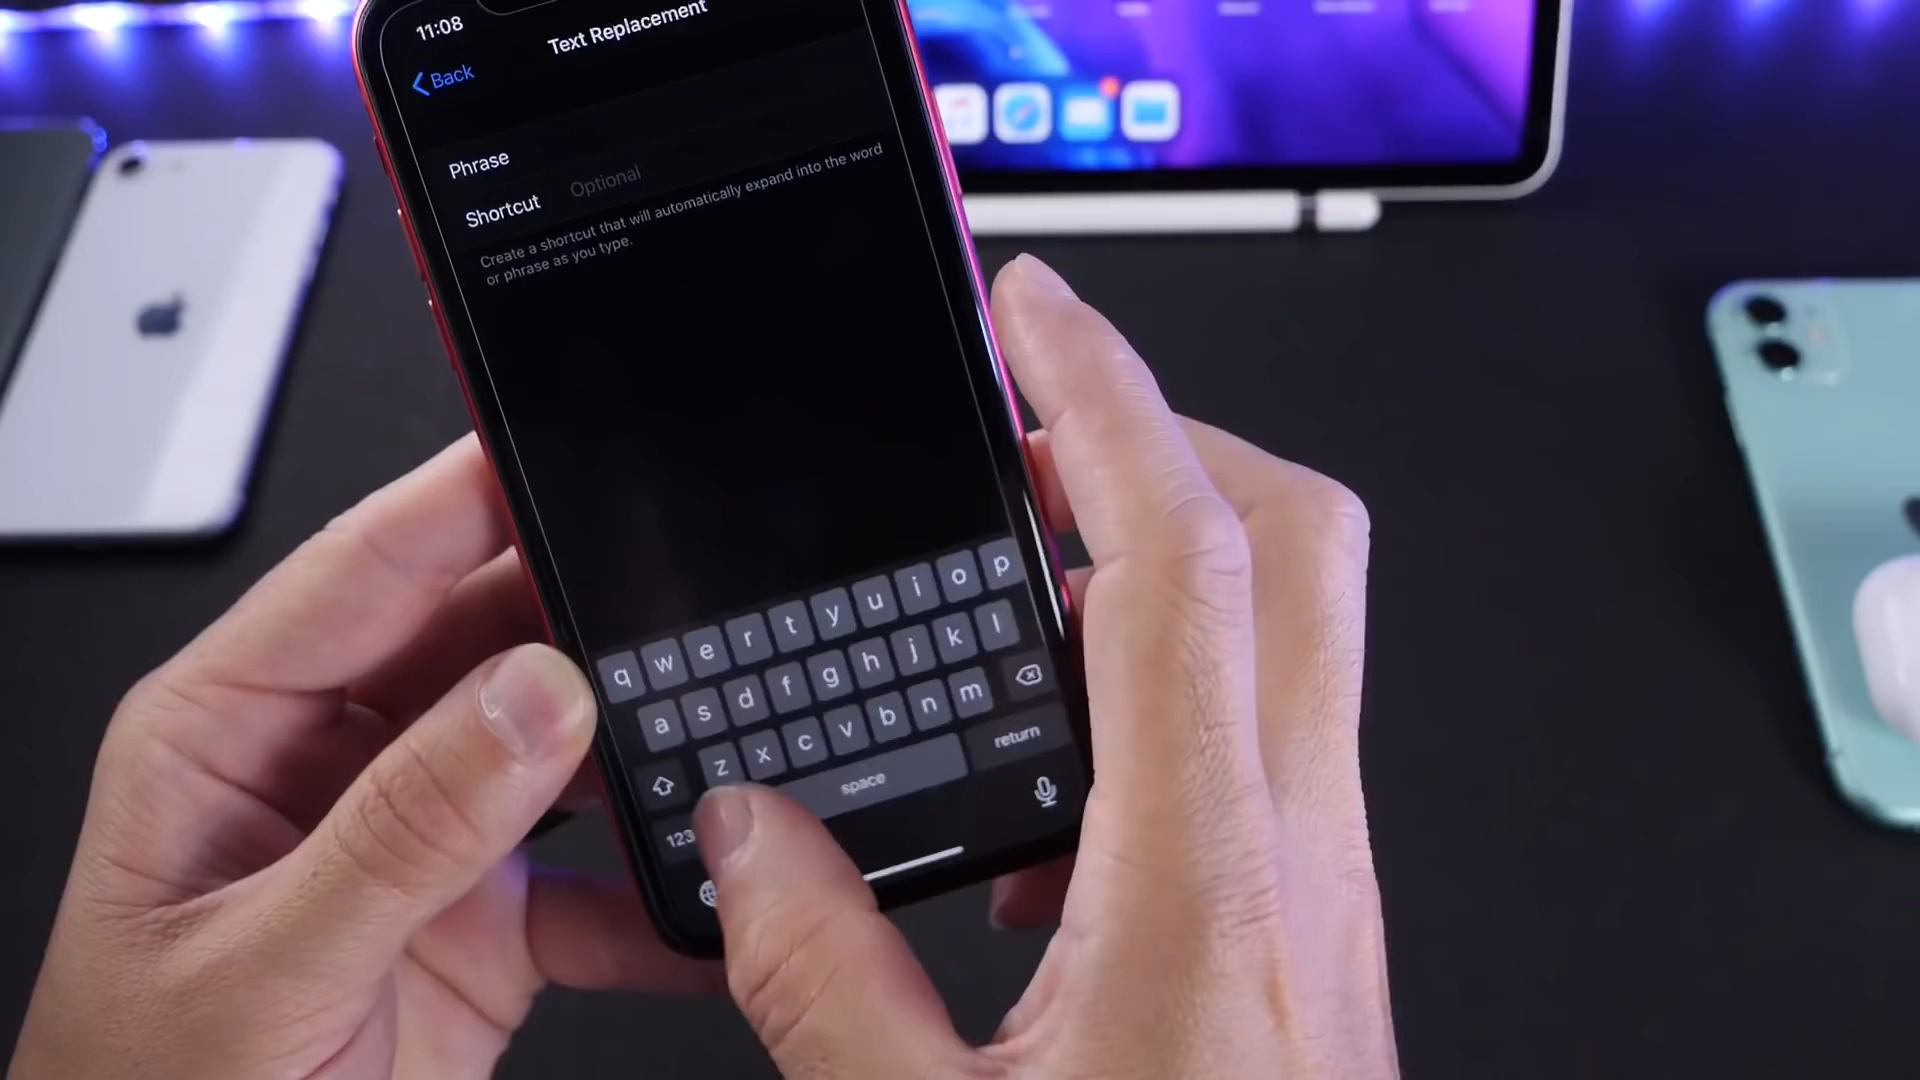 11:08
Text Replacement
Back
Phrase
Shortcut Optional
Create a shortcut that will automatically expand into the word
or phrase as you type.
q w e r t y u i o p
a s d f g h j k l
z x c v b n m
123 space return